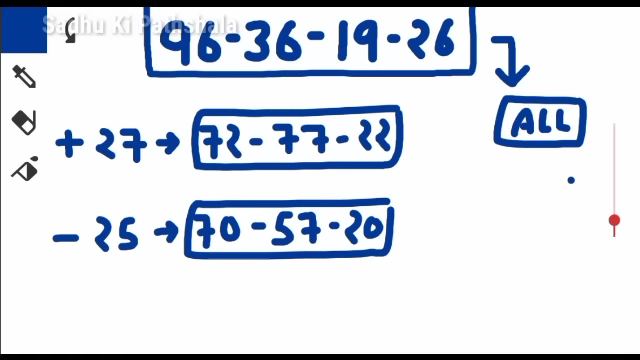 Sadhu Ki Pathshala
96-36-19-26
ALL
+ 27 → 72-77-22
- 25 → 70-57-20